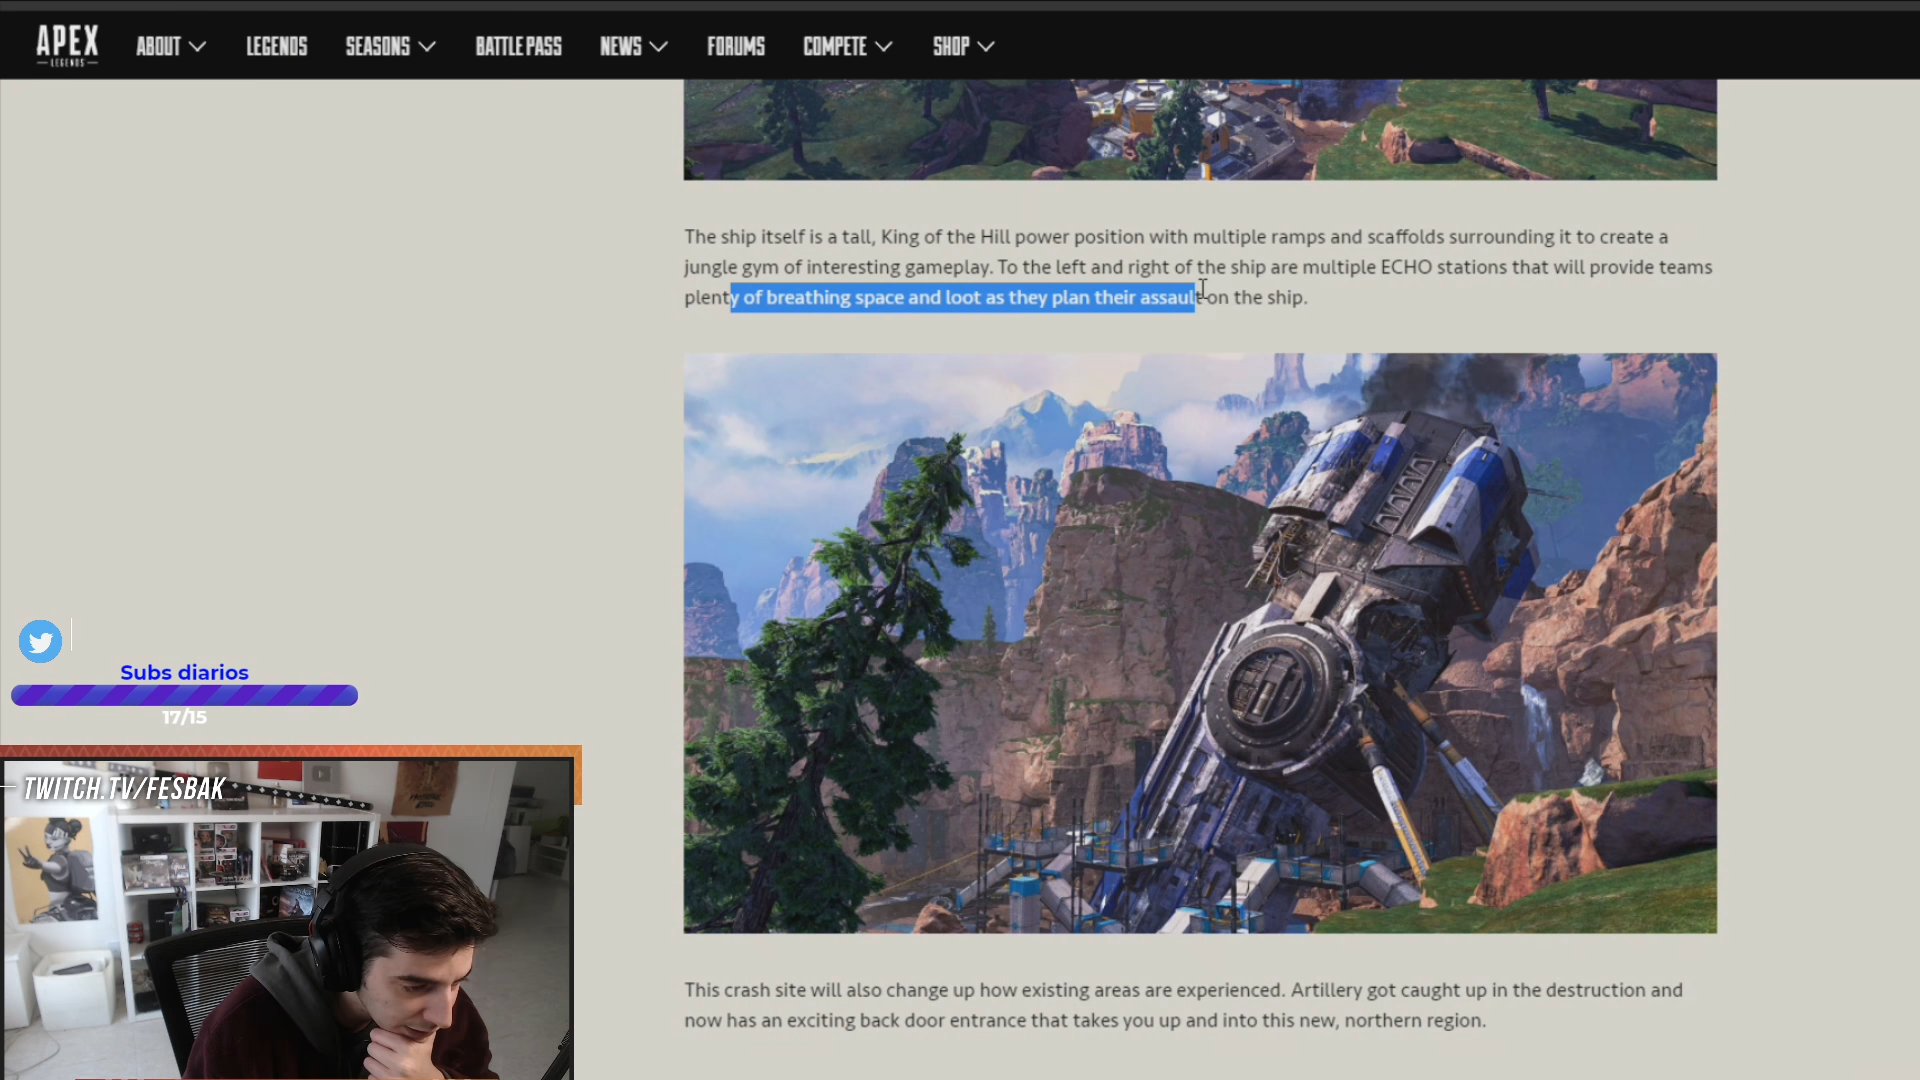 APEX
LEGENDS
ABOUT
LEGENDS
SEASONS
BATTLE PASS
NEWS
FORUMS
COMPETE
SHOP
The ship itself is a tall, King of the Hill power position with multiple ramps and scaffolds surrounding it to create a
jungle gym of interesting gameplay. To the left and right of the ship are multiple ECHO stations that will provide teams
plenty of breathing space and loot as they plan their assault on the ship.
Subs diarios
17/15
TWITCH.TV/FESBAK
This crash site will also change up how existing areas are experienced. Artillery got caught up in the destruction and
now has an exciting back door entrance that takes you up and into this new, northern region.